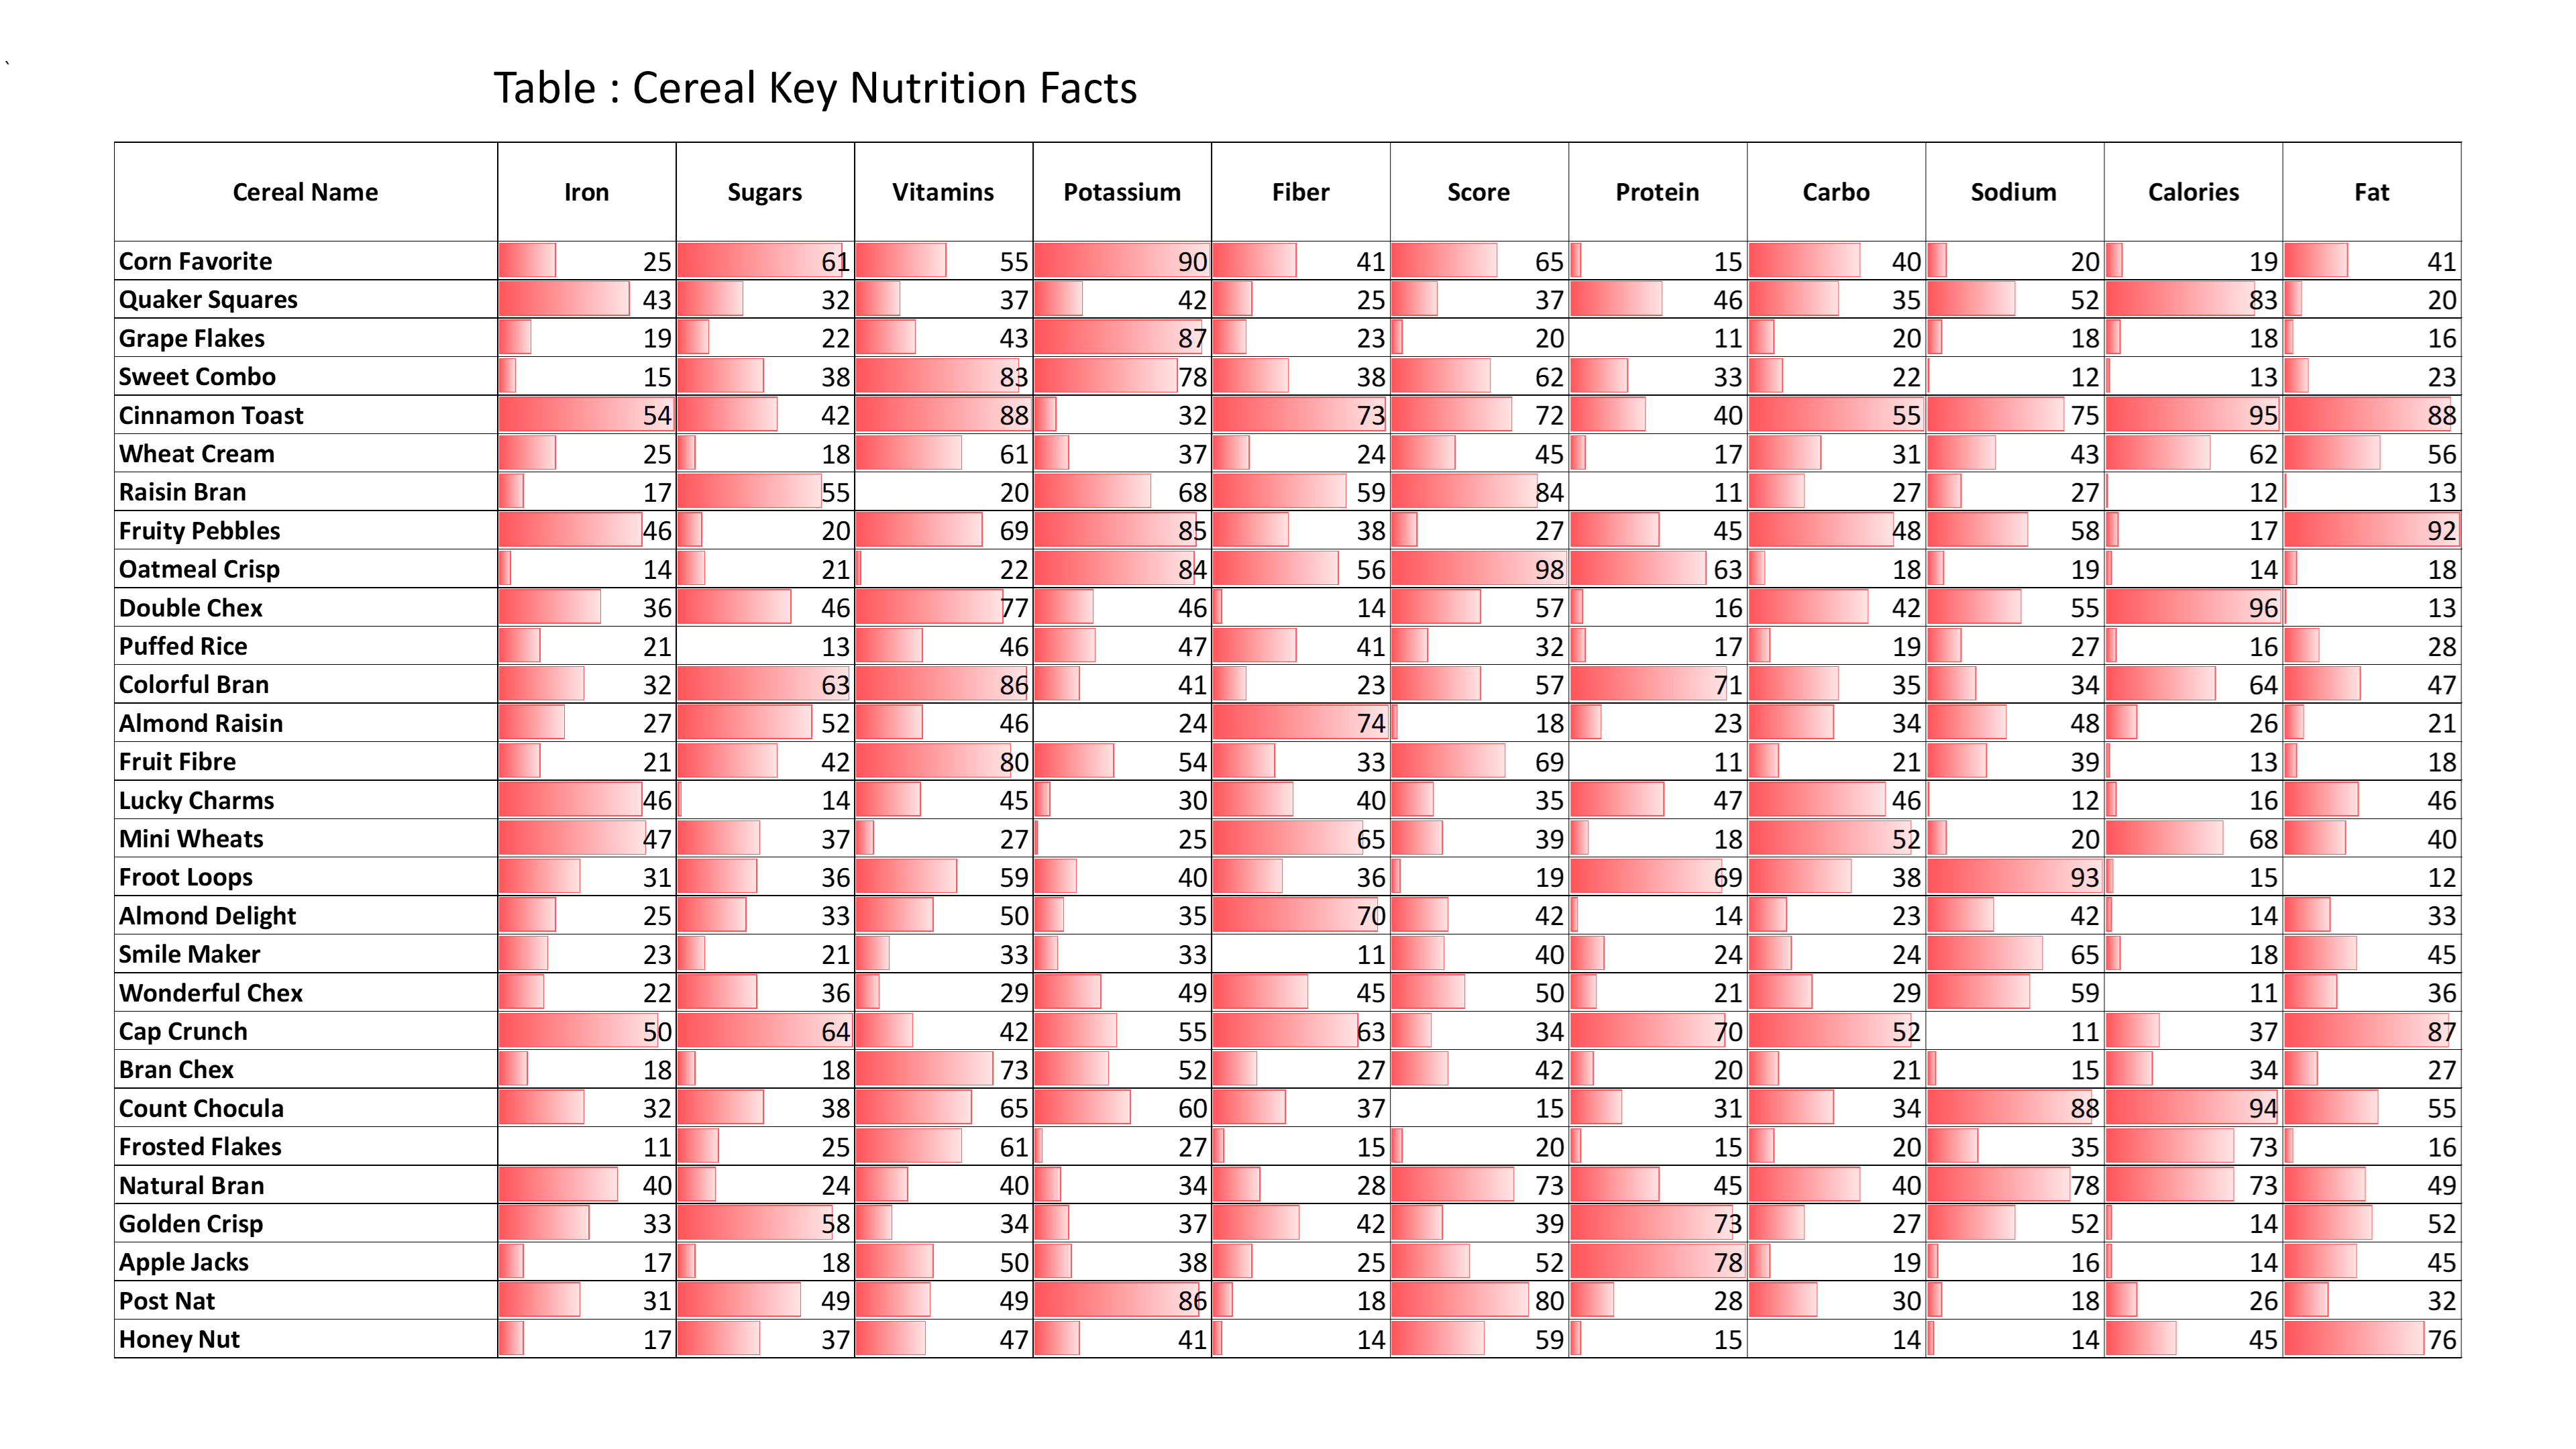 `
Table : Cereal Key Nutrition Facts
Cereal Name Iron Sugars Vitamins Potassium Fiber Score Protein Carbo Sodium Calories Fat
Corn Favorite 25 61 55 90 41 65 15 40 20 19 41
Quaker Squares 43 32 37 42 25 37 46 35 52 83 20
Grape Flakes 19 22 43 87 23 20 11 20 18 18 16
Sweet Combo 15 38 83 78 38 62 33 22 12 13 23
Cinnamon Toast 54 42 88 32 73 72 40 55 75 95 88
Wheat Cream 25 18 61 37 24 45 17 31 43 62 56
Raisin Bran 17 55 20 68 59 84 11 27 27 12 13
Fruity Pebbles 46 20 69 85 38 27 45 48 58 17 92
Oatmeal Crisp 14 21 22 84 56 98 63 18 19 14 18
Double Chex 36 46 77 46 14 57 16 42 55 96 13
Puffed Rice 21 13 46 47 41 32 17 19 27 16 28
Colorful Bran 32 63 86 41 23 57 71 35 34 64 47
Almond Raisin 27 52 46 24 74 18 23 34 48 26 21
Fruit Fibre 21 42 80 54 33 69 11 21 39 13 18
Lucky Charms 46 14 45 30 40 35 47 46 12 16 46
Mini Wheats 47 37 27 25 65 39 18 52 20 68 40
Froot Loops 31 36 59 40 36 19 69 38 93 15 12
Almond Delight 25 33 50 35 70 42 14 23 42 14 33
Smile Maker 23 21 33 33 11 40 24 24 65 18 45
Wonderful Chex 22 36 29 49 45 50 21 29 59 11 36
Cap Crunch 50 64 42 55 63 34 70 52 11 37 87
Bran Chex 18 18 73 52 27 42 20 21 15 34 27
Count Chocula 32 38 65 60 37 15 31 34 88 94 55
Frosted Flakes 11 25 61 27 15 20 15 20 35 73 16
Natural Bran 40 24 40 34 28 73 45 40 78 73 49
Golden Crisp 33 58 34 37 42 39 73 27 52 14 52
Apple Jacks 17 18 50 38 25 52 78 19 16 14 45
Post Nat 31 49 49 86 18 80 28 30 18 26 32
Honey Nut 17 37 47 41 14 59 15 14 14 45 76